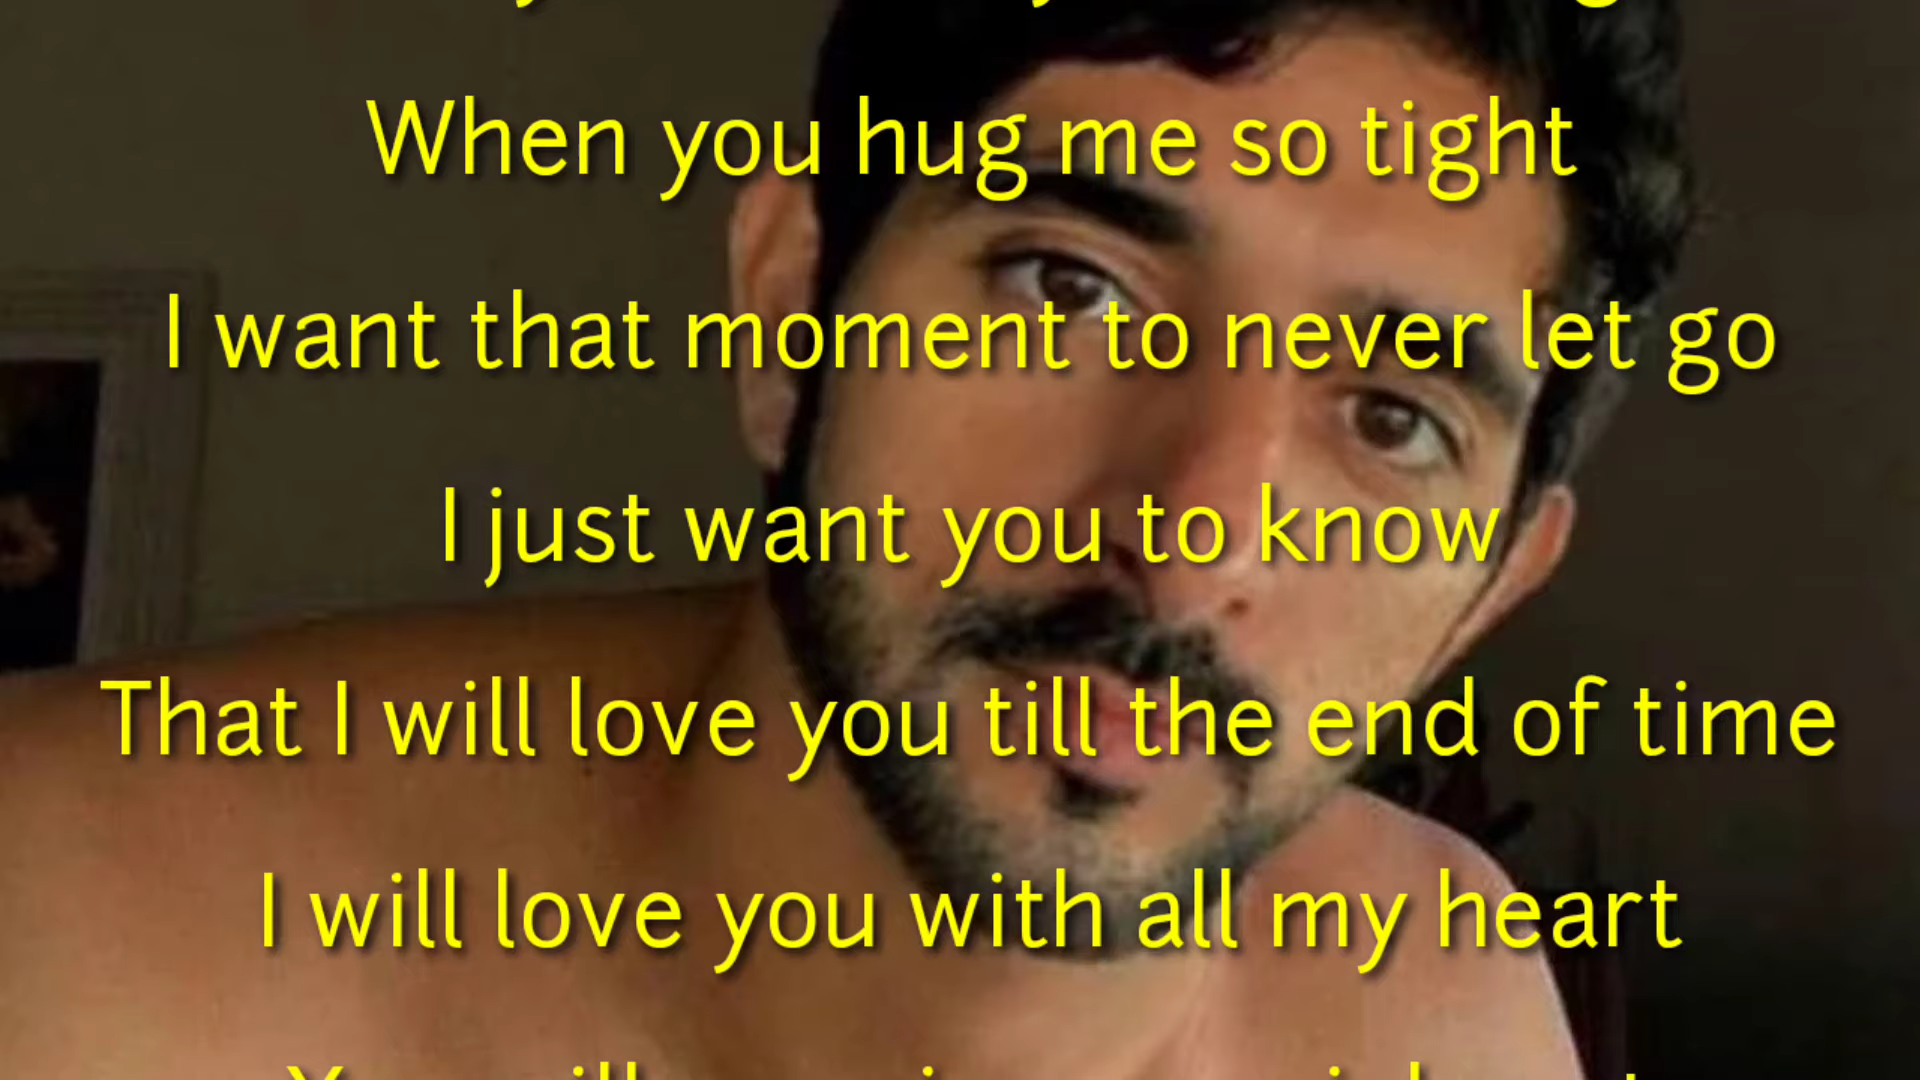 When you hug me so tight
I want that moment to never let go
I just want you to know
That I will love you till the end of time
I will love you with all my heart